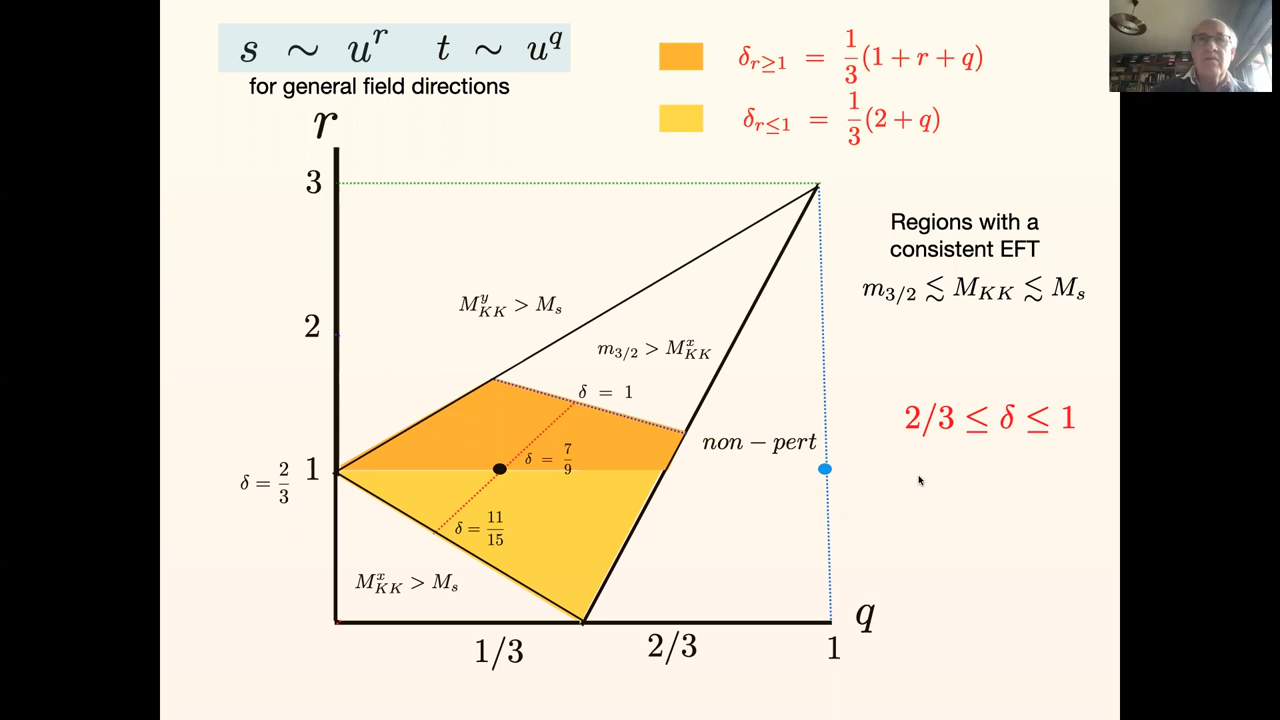 s ∼ u^r t ∼ u^q
for general field directions
δ_{r≥1} = 1/3(1 + r + q)
δ_{r≤1} = 1/3(2 + q)
r
3
Regions with a
consistent EFT
m_{3/2} ≲ M_{KK} ≲ M_s
M^y_{KK} > M_s
2
m_{3/2} > M^x_{KK}
δ = 1
2/3 ≤ δ ≤ 1
non − pert
δ = 7/9
1
δ = 2/3
δ = 11/15
M^x_{KK} > M_s
q
1/3
2/3
1